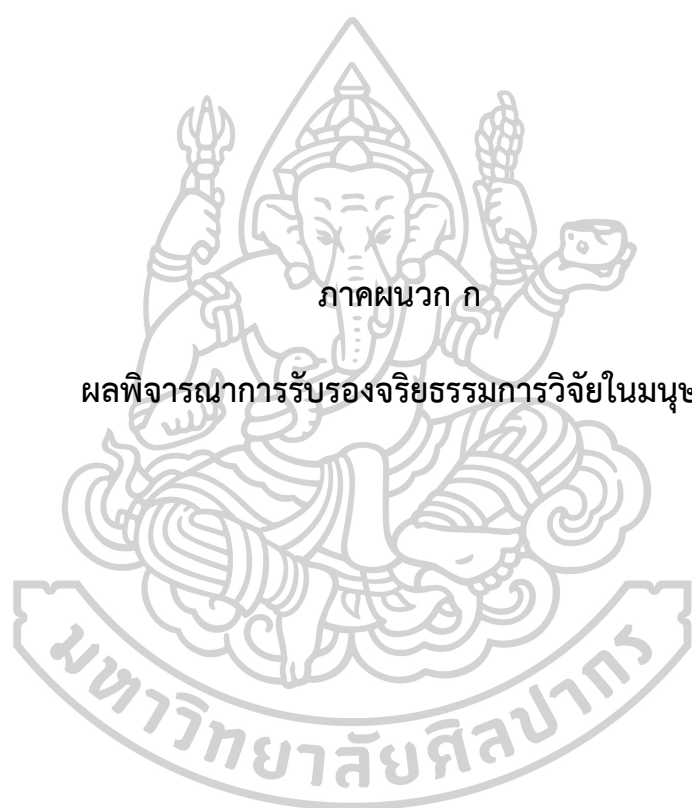 ภาคผนวก ก
ผลพิจารณาการรับรองจริยธรรมการวิจัยในมนุษ
มหาวิทยาลัยศิลปากร